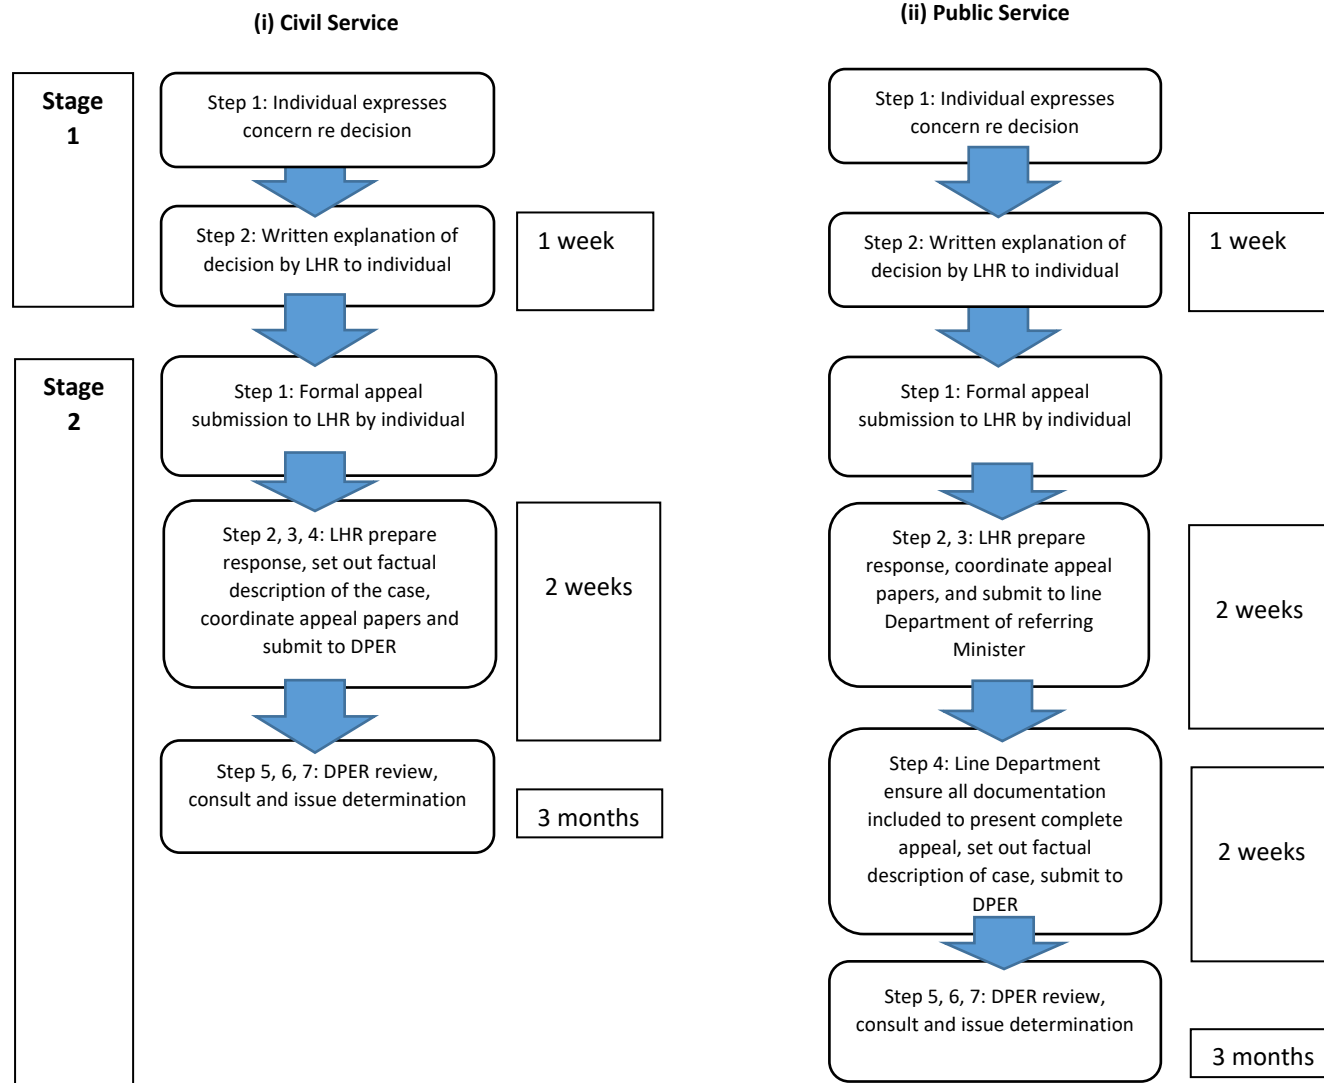 (i) Civil Service
Stage
1
Step 1: Individual expresses
concern re decision
Step 2: Written explanation of
decision by LHR to individual
1 week
Stage
2
Step 1: Formal appeal
submission to LHR by individual
Step 2, 3, 4: LHR prepare
response, set out factual
description of the case,
coordinate appeal papers and
submit to DPER
2 weeks
Step 5, 6, 7: DPER review,
consult and issue determination
3 months
(ii) Public Service
Step 1: Individual expresses
concern re decision
Step 2: Written explanation of
decision by LHR to individual
1 week
Step 1: Formal appeal
submission to LHR by individual
Step 2, 3: LHR prepare
response, coordinate appeal
papers, and submit to line
Department of referring
Minister
2 weeks
Step 4: Line Department
ensure all documentation
included to present complete
appeal, set out factual
description of case, submit to
DPER
2 weeks
Step 5, 6, 7: DPER review,
consult and issue determination
3 months